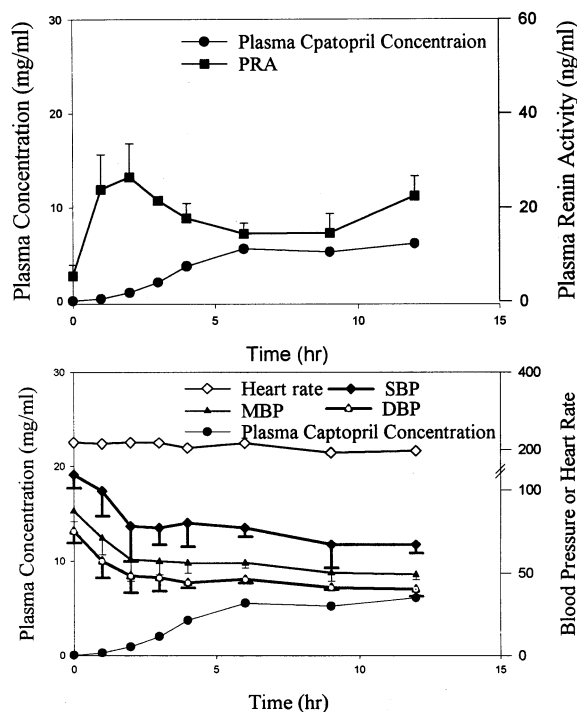 Plasma Concentration (mg/ml)
30
20
10
0
Plasma Cpatopril Concentraion
PRA
60
40
20
0
Plasma Renin Activity (ng/ml)
0 5 10 15
Time (hr)
Plasma Concentration (mg/ml)
30
20
10
0
Heart rate SBP
MBP DBP
Plasma Captopril Concentration
400
200
100
50
0
Blood Pressure or Heart Rate
0 5 10 15
Time (hr)